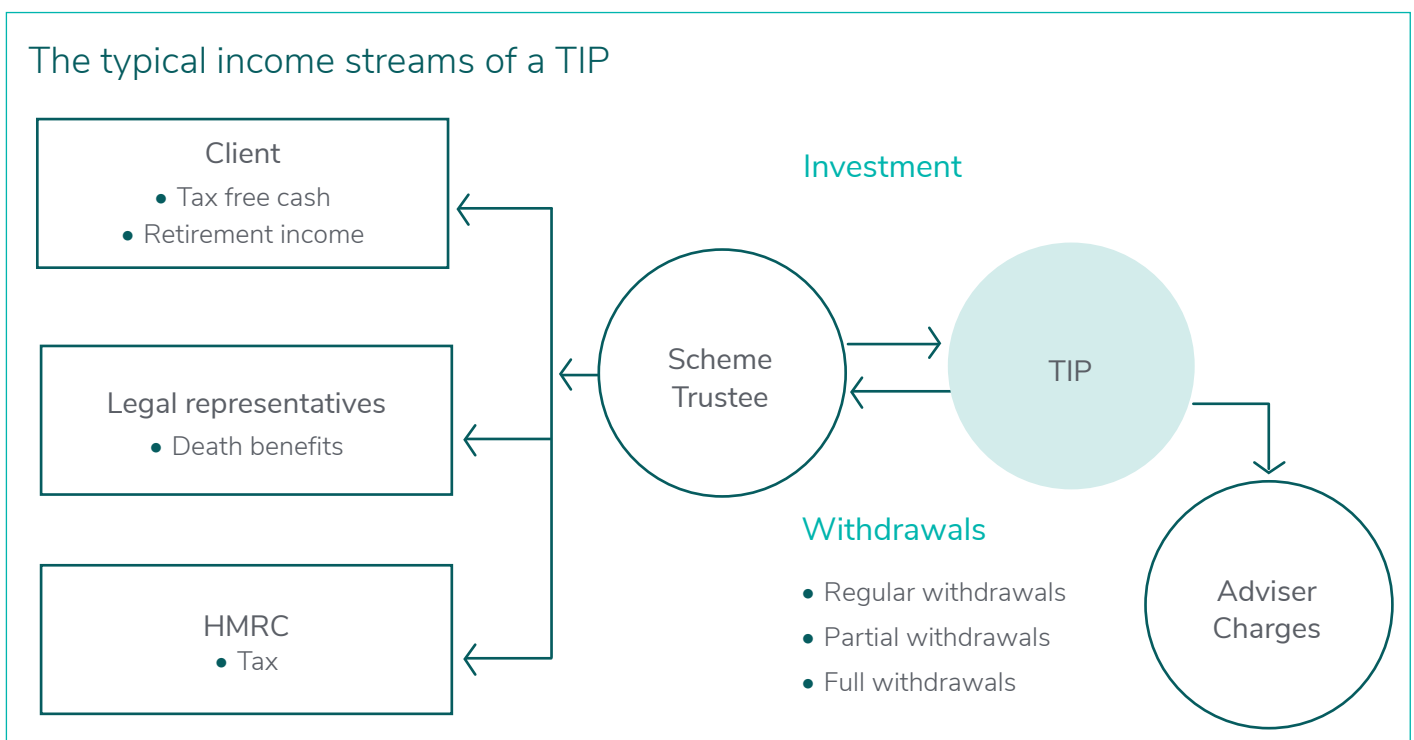 The typical income streams of a TIP
Client
• Tax free cash
• Retirement income
Legal representatives
• Death benefits
HMRC
• Tax
Scheme
Trustee
Investment
TIP
Withdrawals
• Regular withdrawals
• Partial withdrawals
• Full withdrawals
Adviser
Charges